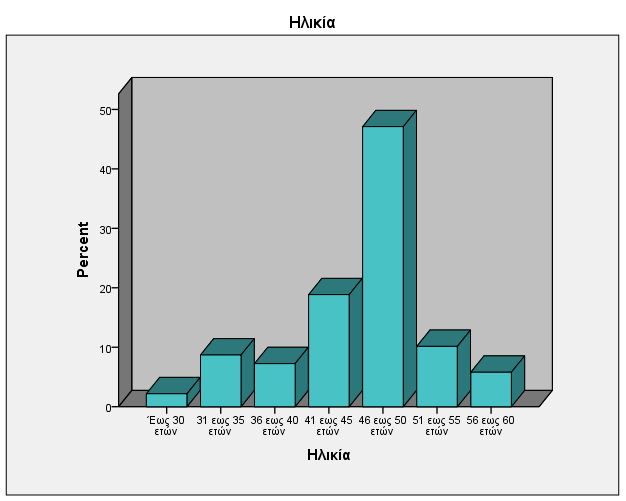 Ηλικία
Percent
50
40
30
20
10
0
Έως 30 ετών
31 εως 35 ετών
36 εως 40 ετών
41 εως 45 ετών
46 εως 50 ετών
51 εως 55 ετών
56 εως 60 ετών
Ηλικία